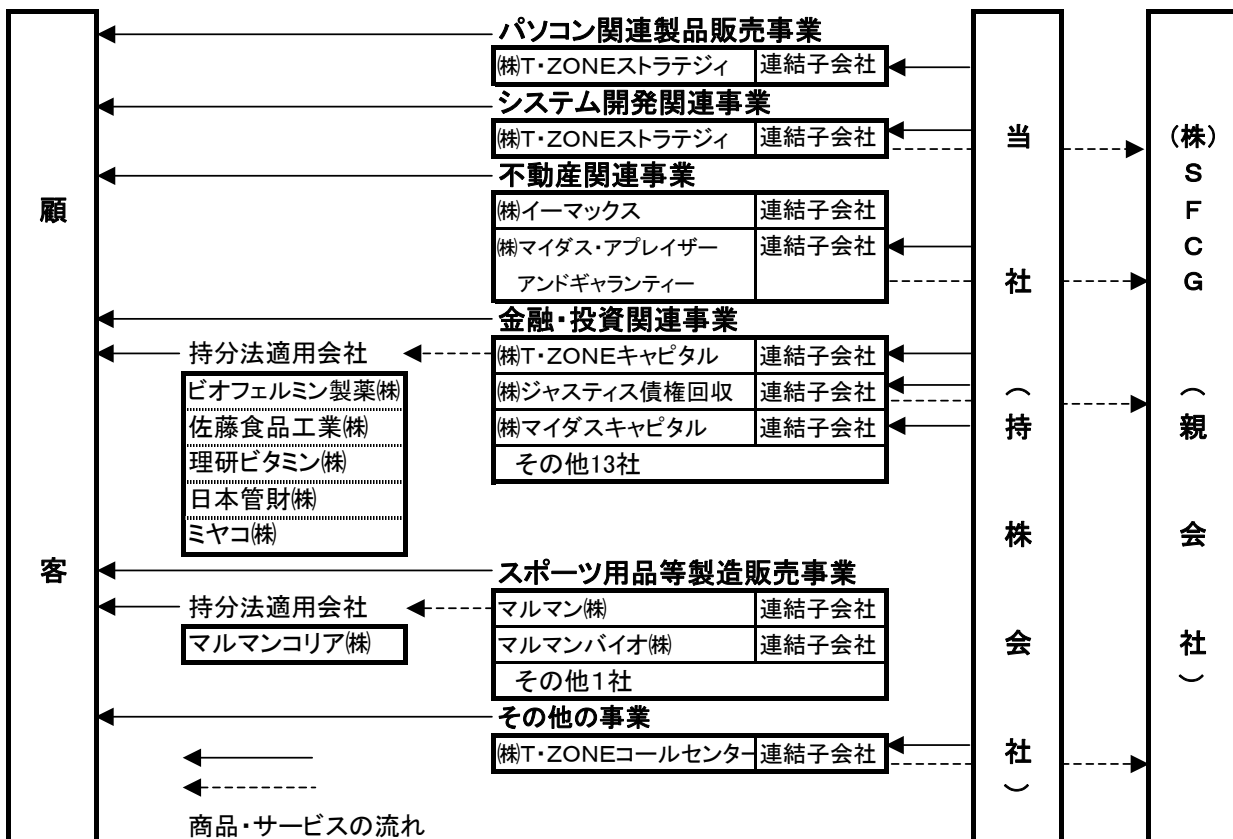 顧客
パソコン関連製品販売事業
㈱T・ZONEストラテジィ 連結子会社
システム開発関連事業
㈱T・ZONEストラテジィ 連結子会社
不動産関連事業
㈱イーマックス 連結子会社
㈱マイダス・アプレイザー 連結子会社
アンドギャランティー
金融・投資関連事業
㈱T・ZONEキャピタル 連結子会社
㈱ジャスティス債権回収 連結子会社
㈱マイダスキャピタル 連結子会社
その他13社
持分法適用会社
ビオフェルミン製薬㈱
佐藤食品工業㈱
理研ビタミン㈱
日本管財㈱
ミヤコ㈱
スポーツ用品等製造販売事業
マルマン㈱ 連結子会社
マルマンバイオ㈱ 連結子会社
その他1社
持分法適用会社
マルマンコリア㈱
その他の事業
㈱T・ZONEコールセンター 連結子会社
商品・サービスの流れ
当社(持株会社)
(株)SFCG(親会社)